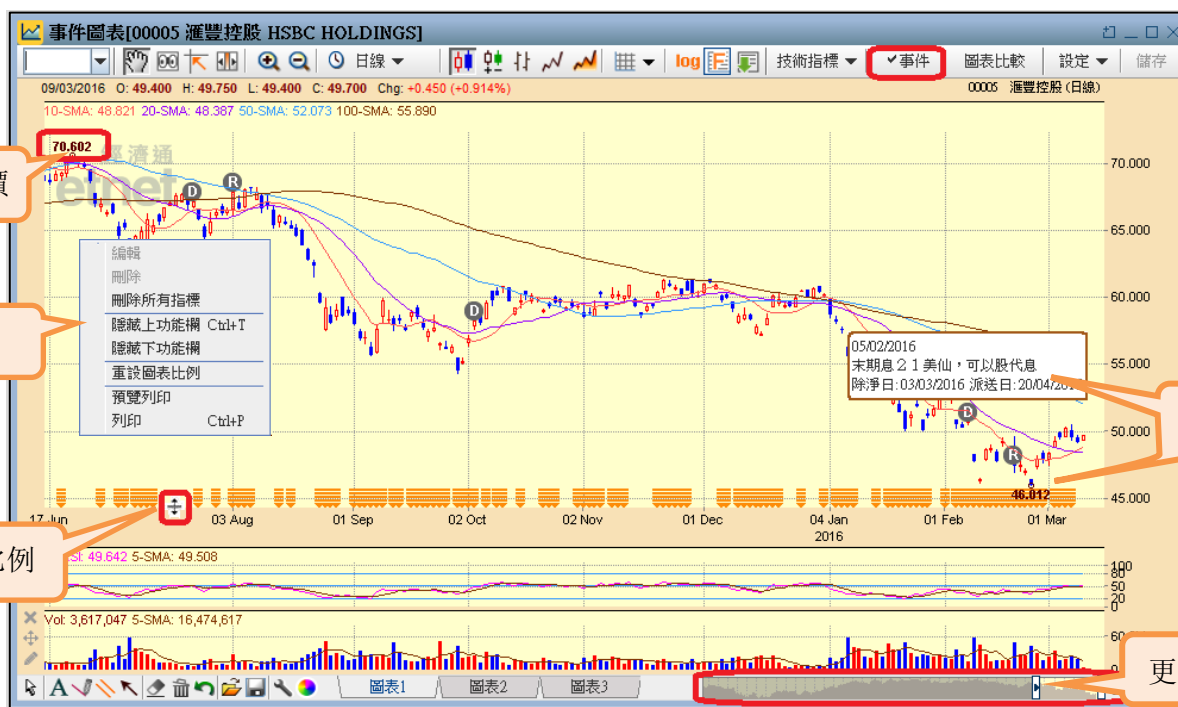 事件圖表[00005 滙豐控股 HSBC HOLDINGS]
日線
log
技術指標
事件
圖表比較
設定
儲存
09/03/2016 O: 49.400 H: 49.750 L: 49.400 C: 49.700 Chg: +0.450 (+0.914%)
00005 滙豐控股 (日線)
10-SMA: 48.821 20-SMA: 48.387 50-SMA: 52.073 100-SMA: 55.890
70.602
經濟通
etnet
價
D
R
D
D
R
編輯
刪除
刪除所有指標
隱藏上功能欄 Ctrl+T
隱藏下功能欄
重設圖表比例
預覽列印
列印 Ctrl+P
05/02/2016
末期息21美仙,可以股代息
除淨日:03/03/2016 派送日:20/04/
46.012
70.000
65.000
60.000
55.000
50.000
45.000
17 Jun
03 Aug
01 Sep
02 Oct
02 Nov
01 Dec
04 Jan
2016
01 Feb
01 Mar
比例
SI: 49.642 5-SMA: 49.508
100
80
50
20
0
Vol: 3,617,047 5-SMA: 16,474,617
60
0
更
A
圖表1
圖表2
圖表3